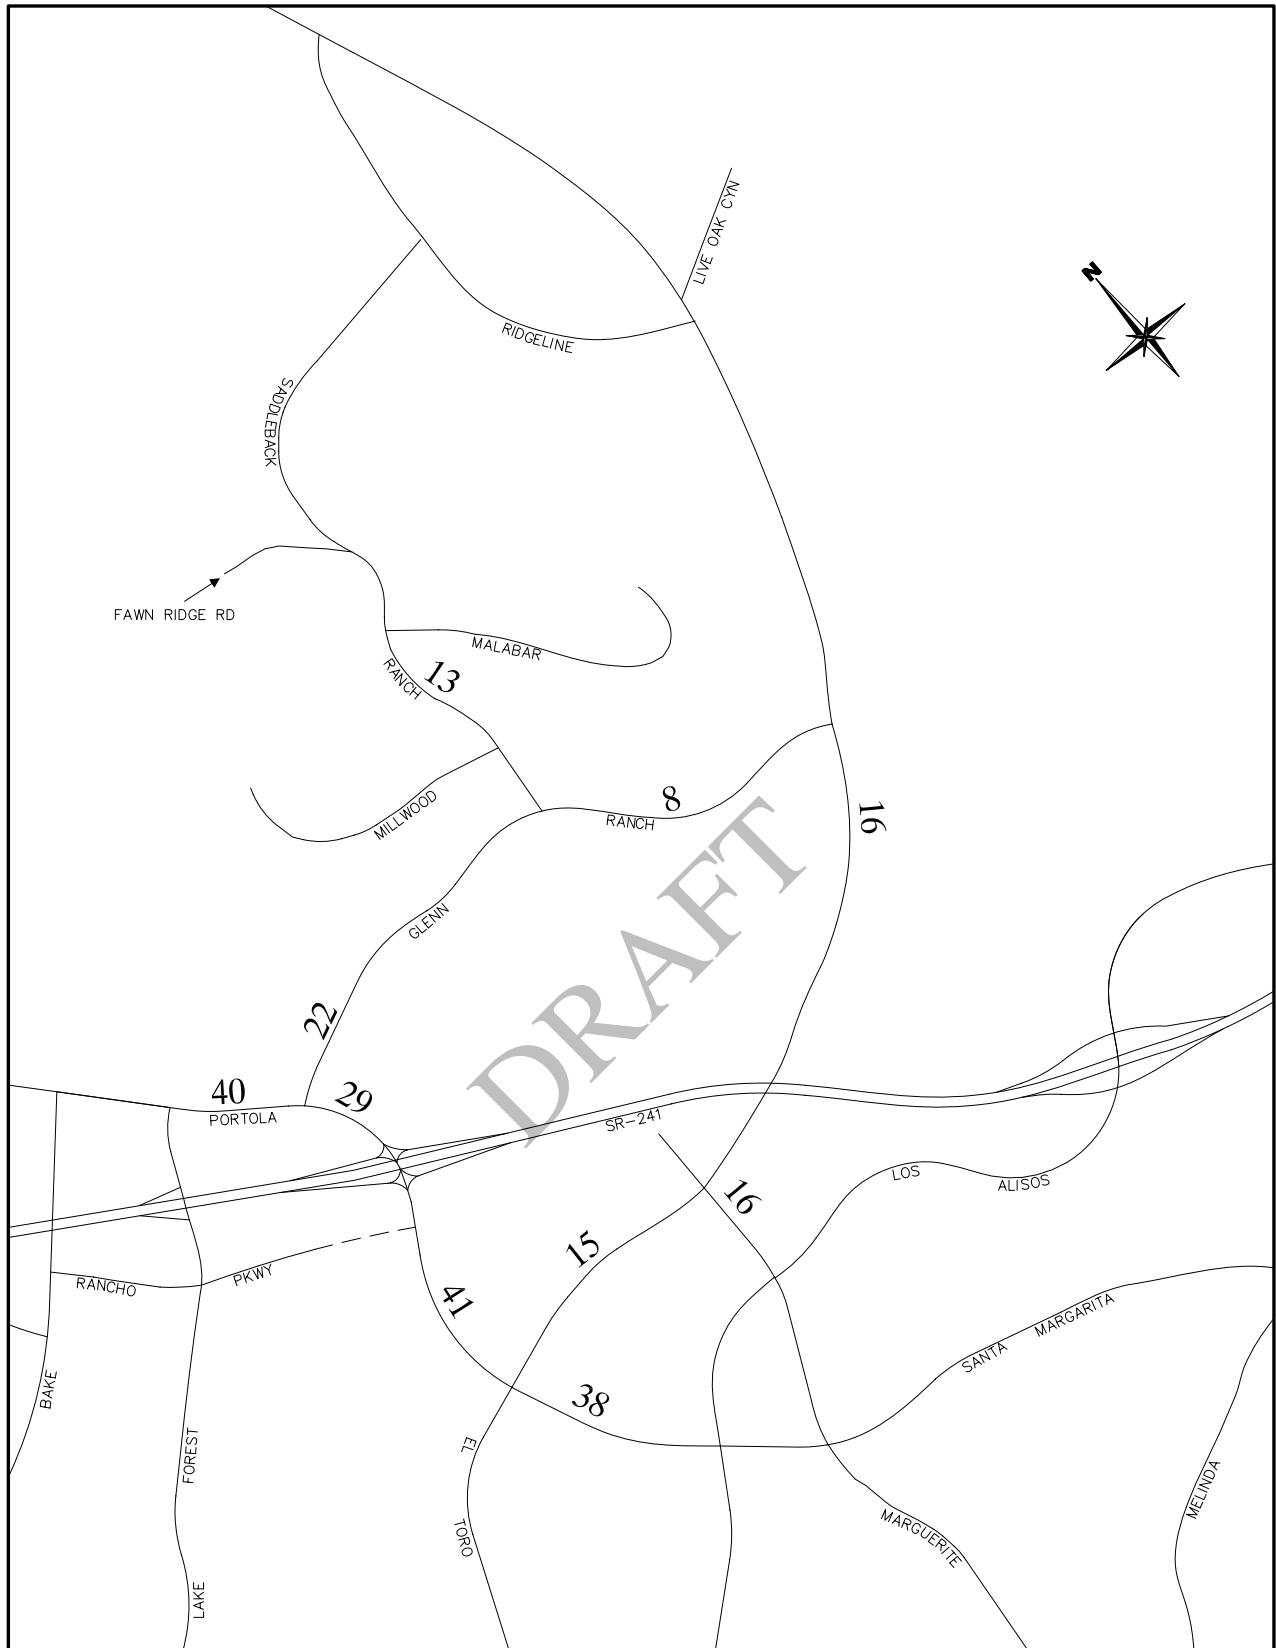 LIVE OAK CYN
N
RIDGELINE
SADDLEBACK
FAWN RIDGE RD
MALABAR
RANCH
13
MILLWOOD
8
RANCH
16
GLENN
DRAFT
22
40
29
PORTOLA
SR-241
LOS
ALISOS
16
15
RANCHO
PKWY
41
MARGARITA
SANTA
BAKE
38
FOREST
EL
TORO
MARGUERITE
MELINDA
LAKE